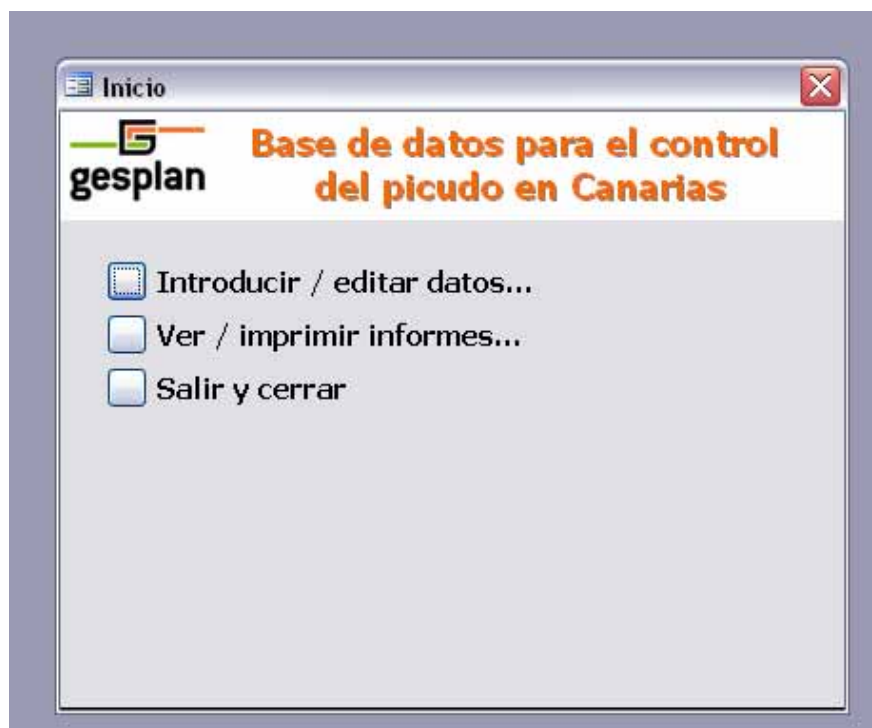 Inicio
gesplan
Base de datos para el control
del picudo en Canarias
Introducir / editar datos...
Ver / imprimir informes...
Salir y cerrar